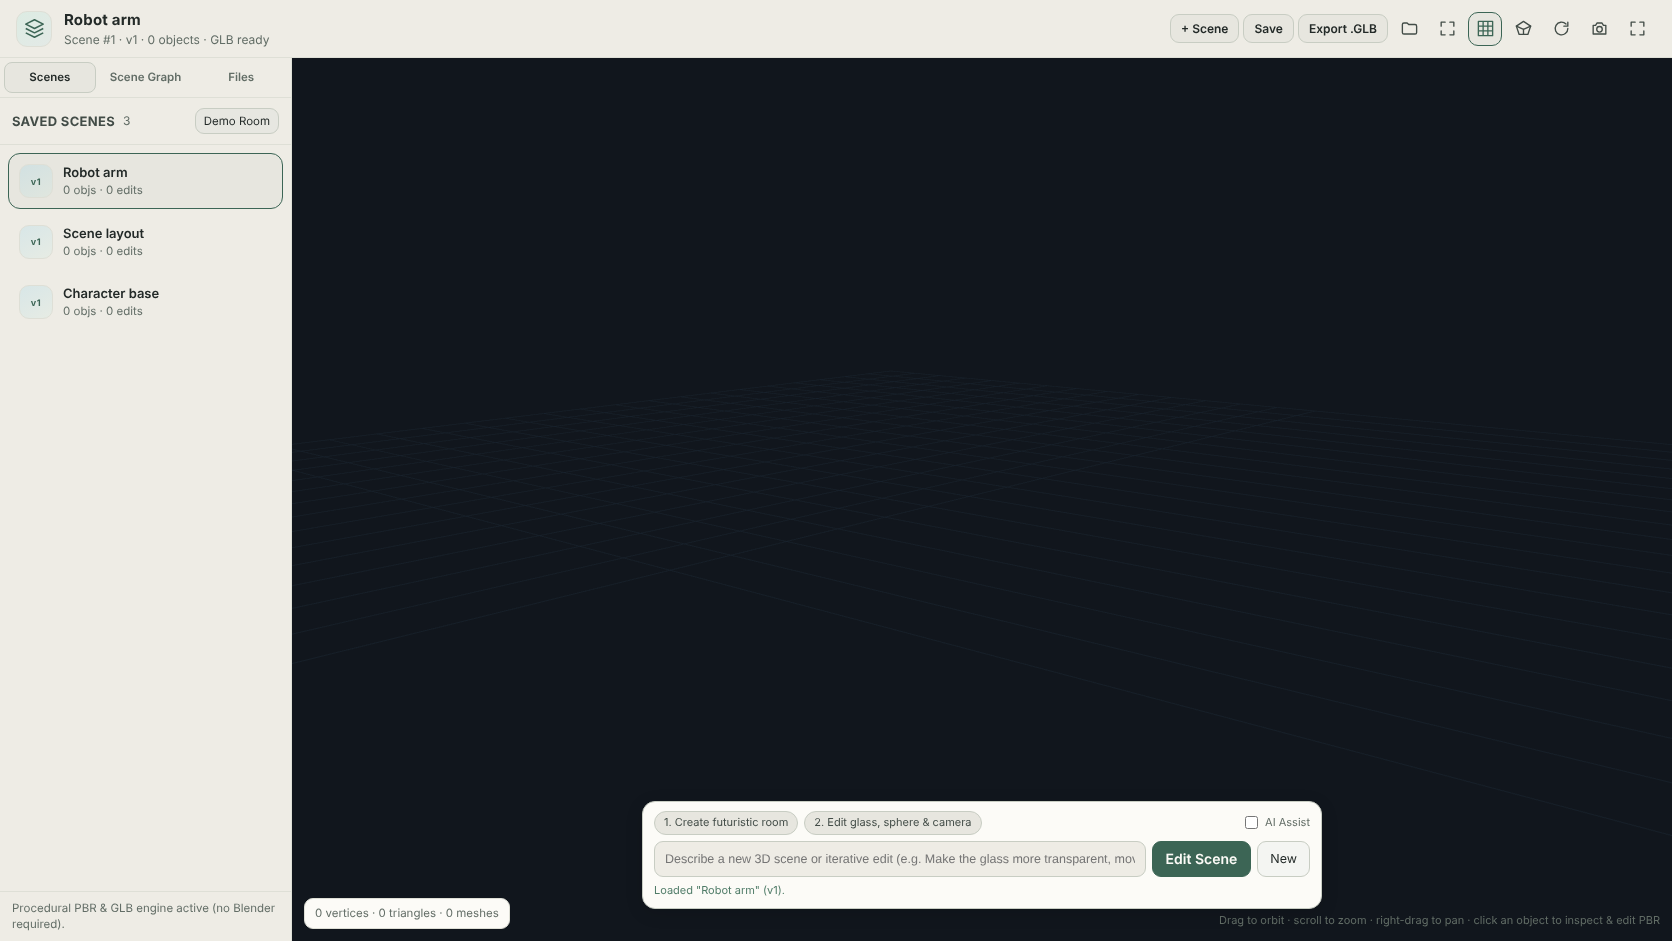 Robot arm
Scene #1 · v1 · 0 objects · GLB ready
+ Scene
Save
Export .GLB
Scenes
Scene Graph
Files
SAVED SCENES 3
Demo Room
v1
Robot arm
0 objs · 0 edits
v1
Scene layout
0 objs · 0 edits
v1
Character base
0 objs · 0 edits
Procedural PBR & GLB engine active (no Blender
required).
0 vertices · 0 triangles · 0 meshes
1. Create futuristic room
2. Edit glass, sphere & camera
AI Assist
Describe a new 3D scene or iterative edit (e.g. Make the glass more transparent, mov
Edit Scene
New
Loaded "Robot arm" (v1).
Drag to orbit · scroll to zoom · right-drag to pan · click an object to inspect & edit PBR